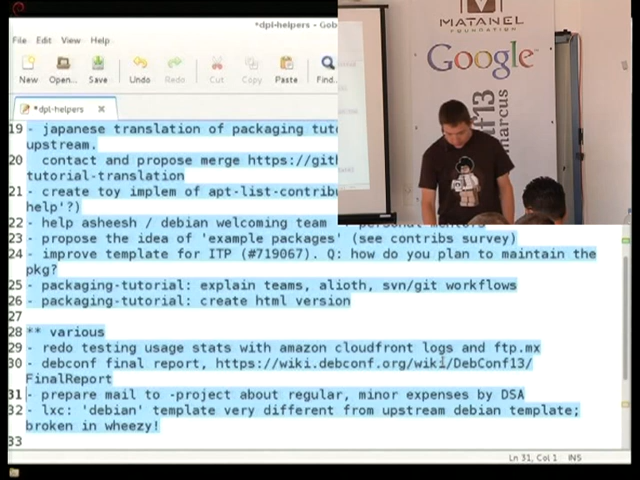 *dpl-helpers - Gob
File Edit View Help
New Open... Save Undo Redo Cut Copy Paste Find...
*dpl-helpers
19 - japanese translation of packaging tut
upstream.
20 contact and propose merge https://gith
tutorial-translation
21 - create toy implem of apt-list-contrib
help'?)
22 - help asheesh / debian welcoming team
23 - propose the idea of 'example packages' (see contribs survey)
24 - improve template for ITP (#719067). Q: how do you plan to maintain the
pkg?
25 - packaging-tutorial: explain teams, alioth, svn/git workflows
26 - packaging-tutorial: create html version
27
28 ** various
29 - redo testing usage stats with amazon cloudfront logs and ftp.mx
30 - debconf final report, https://wiki.debconf.org/wiki/DebConf13/
FinalReport
31 - prepare mail to -project about regular, minor expenses by DSA
32 - lxc: 'debian' template very different from upstream debian template;
broken in wheezy!
33
Ln 31, Col 1 INS
MATANEL
FOUNDATION
Google
f13
marcus